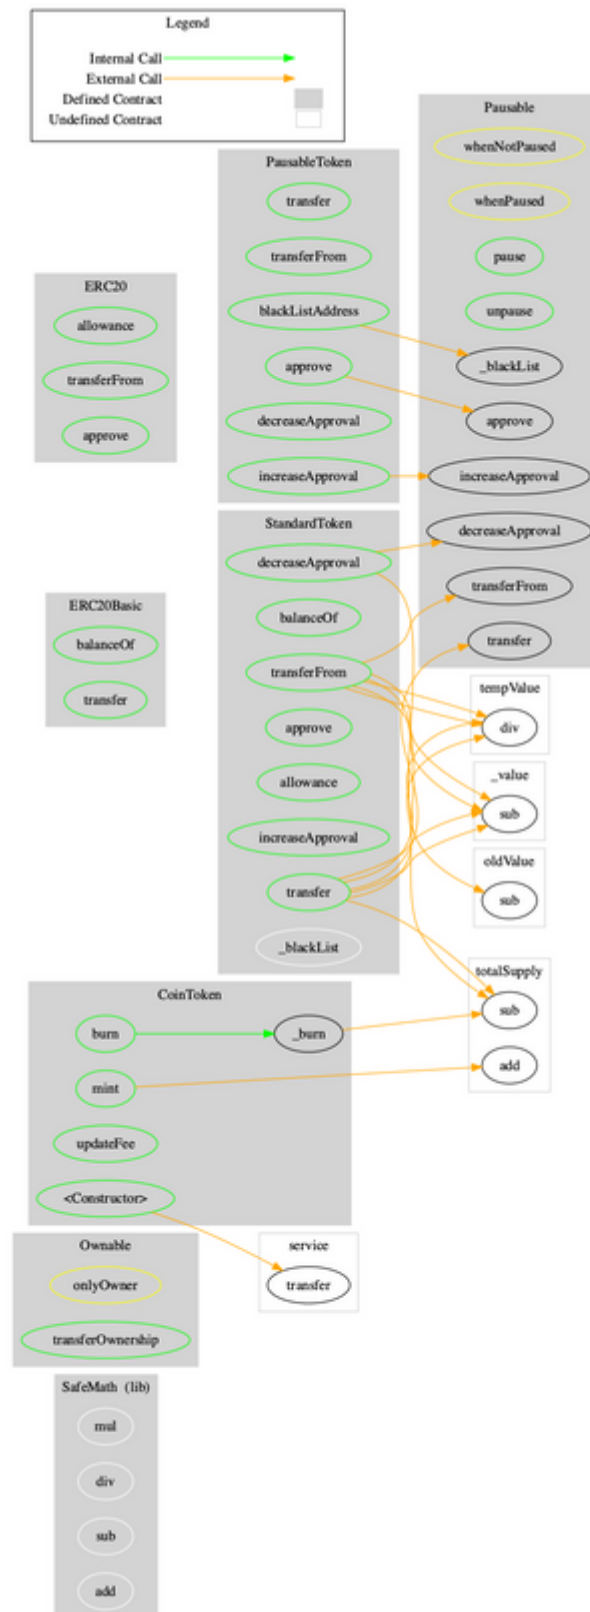 Legend
Internal Call
External Call
Defined Contract
Undefined Contract
Pausable
whenNotPaused
whenPaused
pause
unpause
_blackList
approve
increaseApproval
decreaseApproval
transferFrom
transfer
PausableToken
transfer
transferFrom
blackListAddress
approve
decreaseApproval
increaseApproval
ERC20
allowance
transferFrom
approve
StandardToken
decreaseApproval
balanceOf
transferFrom
approve
allowance
increaseApproval
transfer
_blackList
ERC20Basic
balanceOf
transfer
tempValue
div
_value
sub
oldValue
sub
totalSupply
sub
add
CoinToken
burn
_burn
mint
updateFee
<Constructor>
service
transfer
Ownable
onlyOwner
transferOwnership
SafeMath (lib)
mul
div
sub
add